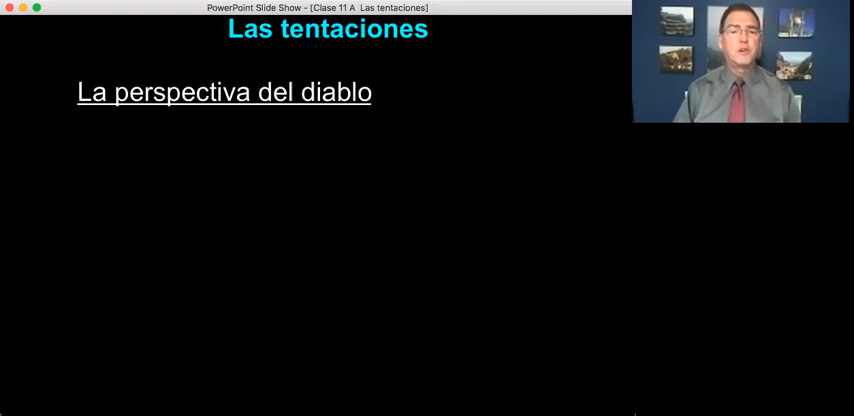 PowerPoint Slide Show - [Clase 11 A Las tentaciones]
Las tentaciones
La perspectiva del diablo